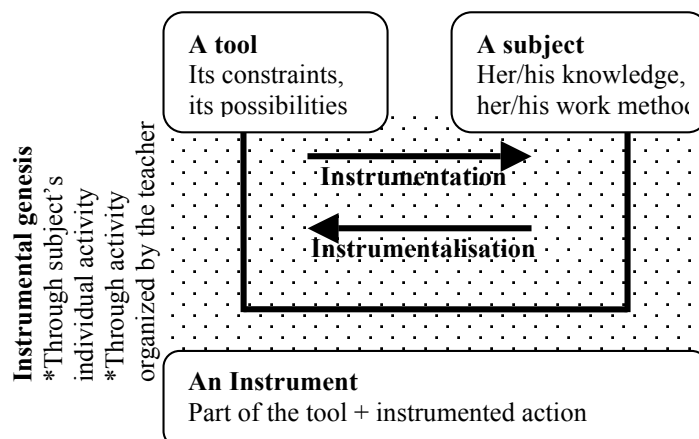 A tool
Its constraints,
its possibilities
A subject
Her/his knowledge,
her/his work method
Instrumentation
Instrumentalisation
Instrumental genesis
*Through subject's
individual activity
*Through activity
organized by the teacher
An Instrument
Part of the tool + instrumented action